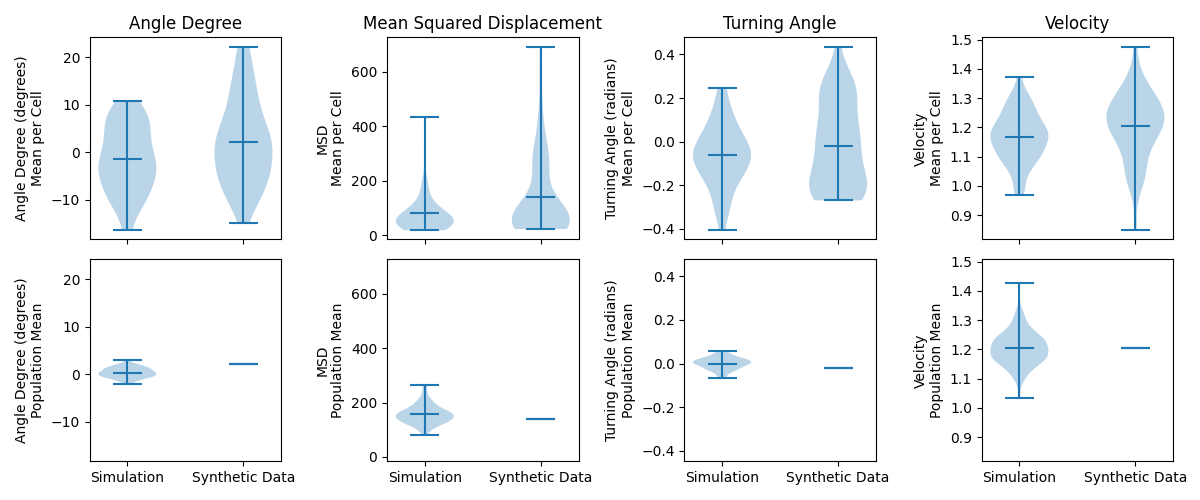 Angle Degree
Mean Squared Displacement
Turning Angle
Velocity
Angle Degree (degrees)
Mean per Cell
20
10
0
−10
MSD
Mean per Cell
600
400
200
0
Turning Angle (radians)
Mean per Cell
0.4
0.2
0.0
−0.2
−0.4
Velocity
Mean per Cell
1.5
1.4
1.3
1.2
1.1
1.0
0.9
Angle Degree (degrees)
Population Mean
20
10
0
−10
Simulation
Synthetic Data
MSD
Population Mean
600
400
200
0
Simulation
Synthetic Data
Turning Angle (radians)
Population Mean
0.4
0.2
0.0
−0.2
−0.4
Simulation
Synthetic Data
Velocity
Population Mean
1.5
1.4
1.3
1.2
1.1
1.0
0.9
Simulation
Synthetic Data